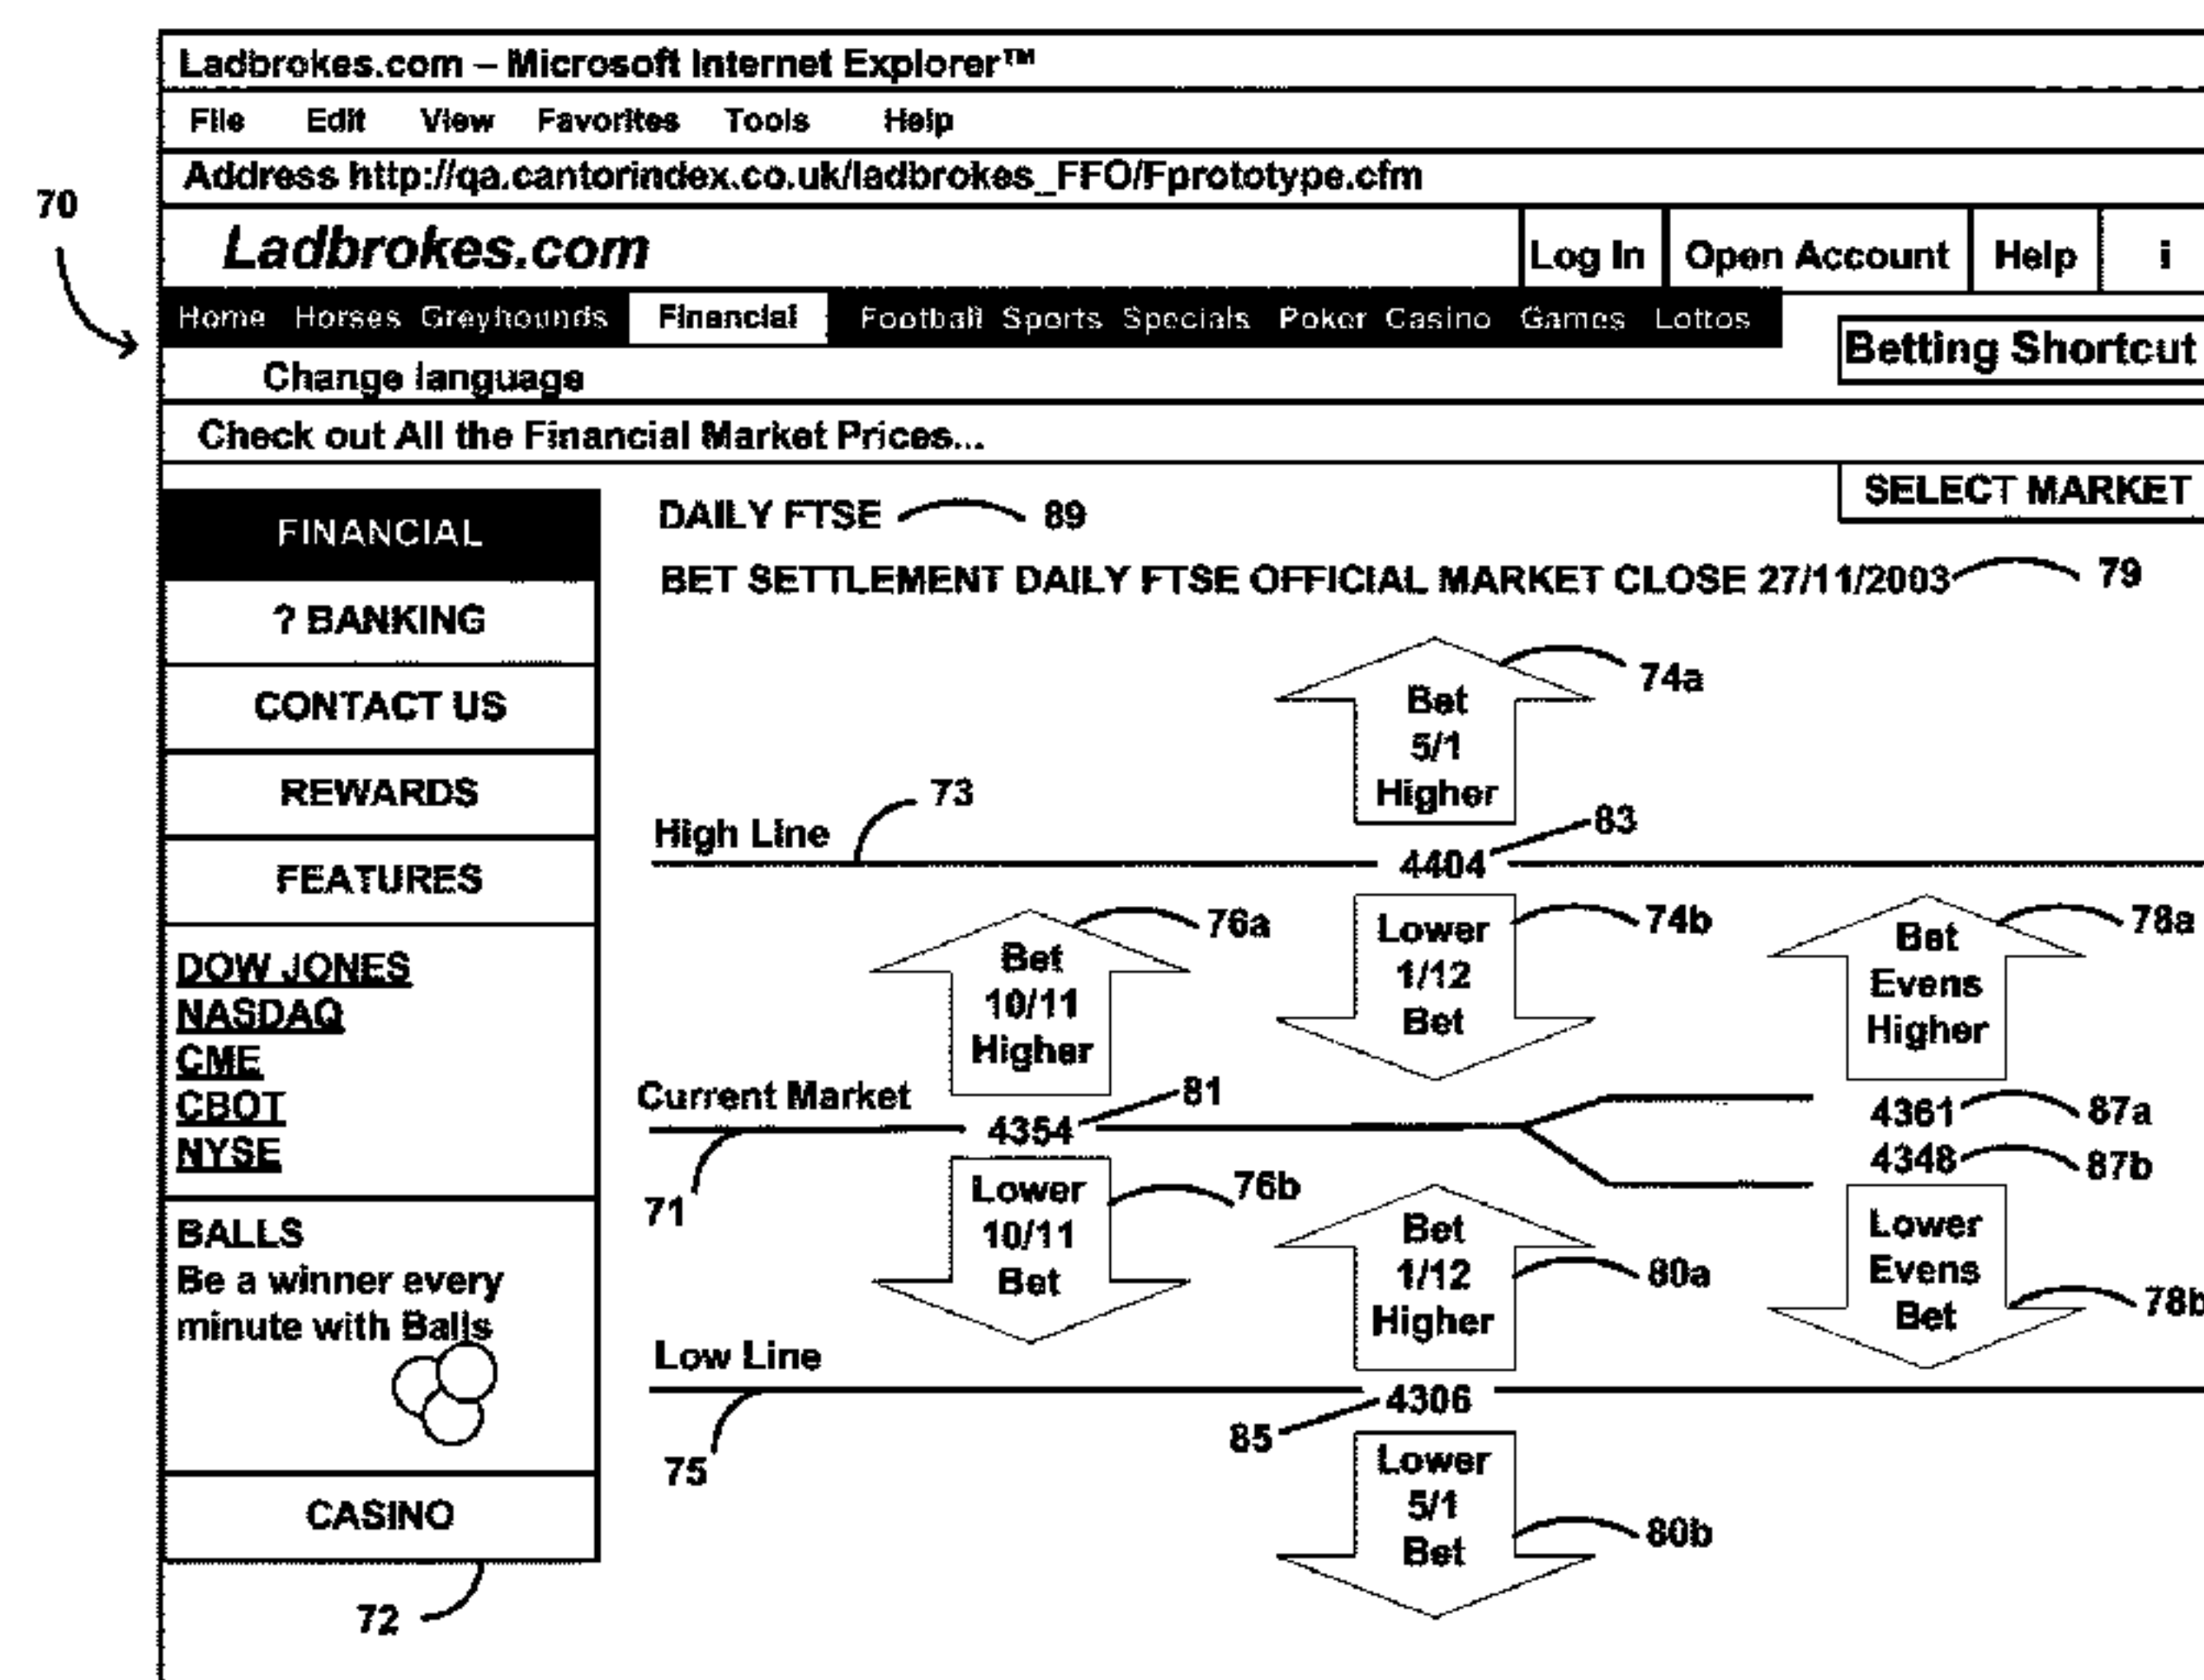 Ladbrokes.com – Microsoft Internet Explorer™
File Edit View Favorites Tools Help
Address http://qa.cantorindex.co.uk/ladbrokes_FFO/Fprototype.cfm
70
Ladbrokes.com
Log In Open Account Help i
Home Horses Greyhounds Financial Football Sports Specials Poker Casino Games Lottos
Betting Shortcut
Change language
Check out All the Financial Market Prices...
SELECT MARKET
FINANCIAL
? BANKING
CONTACT US
REWARDS
FEATURES
DOW JONES
NASDAQ
CME
CBOT
NYSE
BALLS
Be a winner every
minute with Balls
CASINO
72
DAILY FTSE 89
BET SETTLEMENT DAILY FTSE OFFICIAL MARKET CLOSE 27/11/2003 79
Bet
5/1
Higher
74a
High Line 73
4404 83
Bet
10/11
Higher
76a
Lower
1/12
Bet
74b
Bet
Evens
Higher
78a
Current Market
71
4354 81
4361 87a
4348 87b
Lower
10/11
Bet
76b
Bet
1/12
Higher
80a
Lower
Evens
Bet
78b
Low Line
75
4306
85
Lower
5/1
Bet
80b